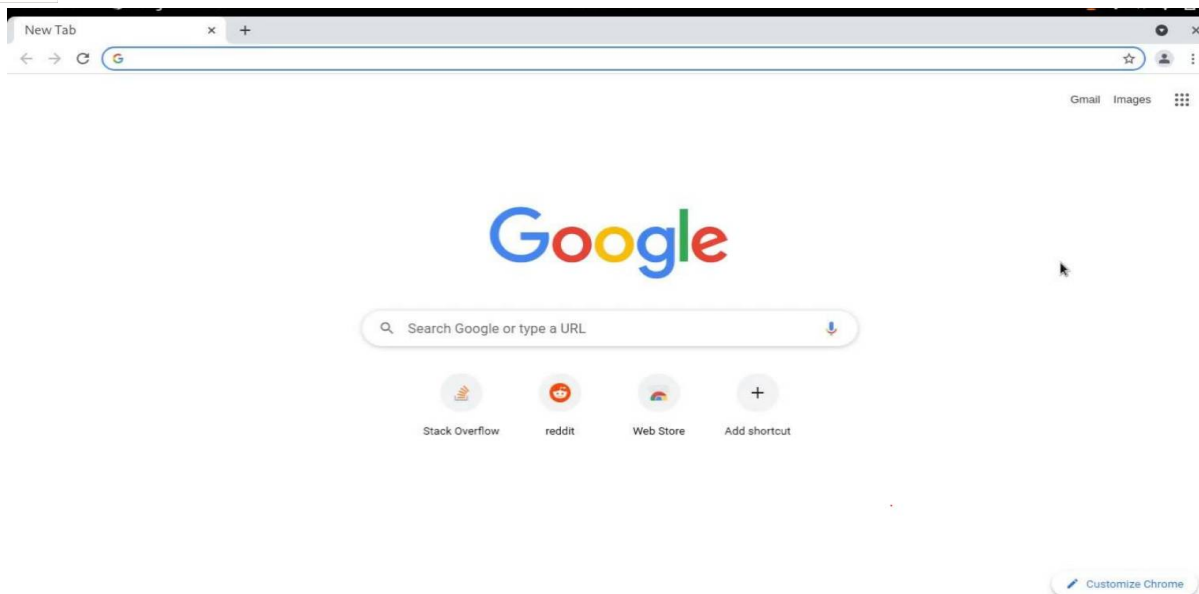 New Tab
Gmail Images
Google
Search Google or type a URL
Stack Overflow reddit Web Store Add shortcut
Customize Chrome